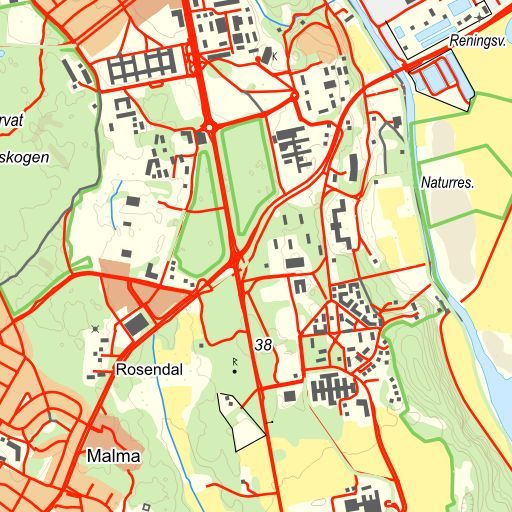 Reningsv.
K
rvat
skogen
Naturres.
38
R
Rosendal
Malma